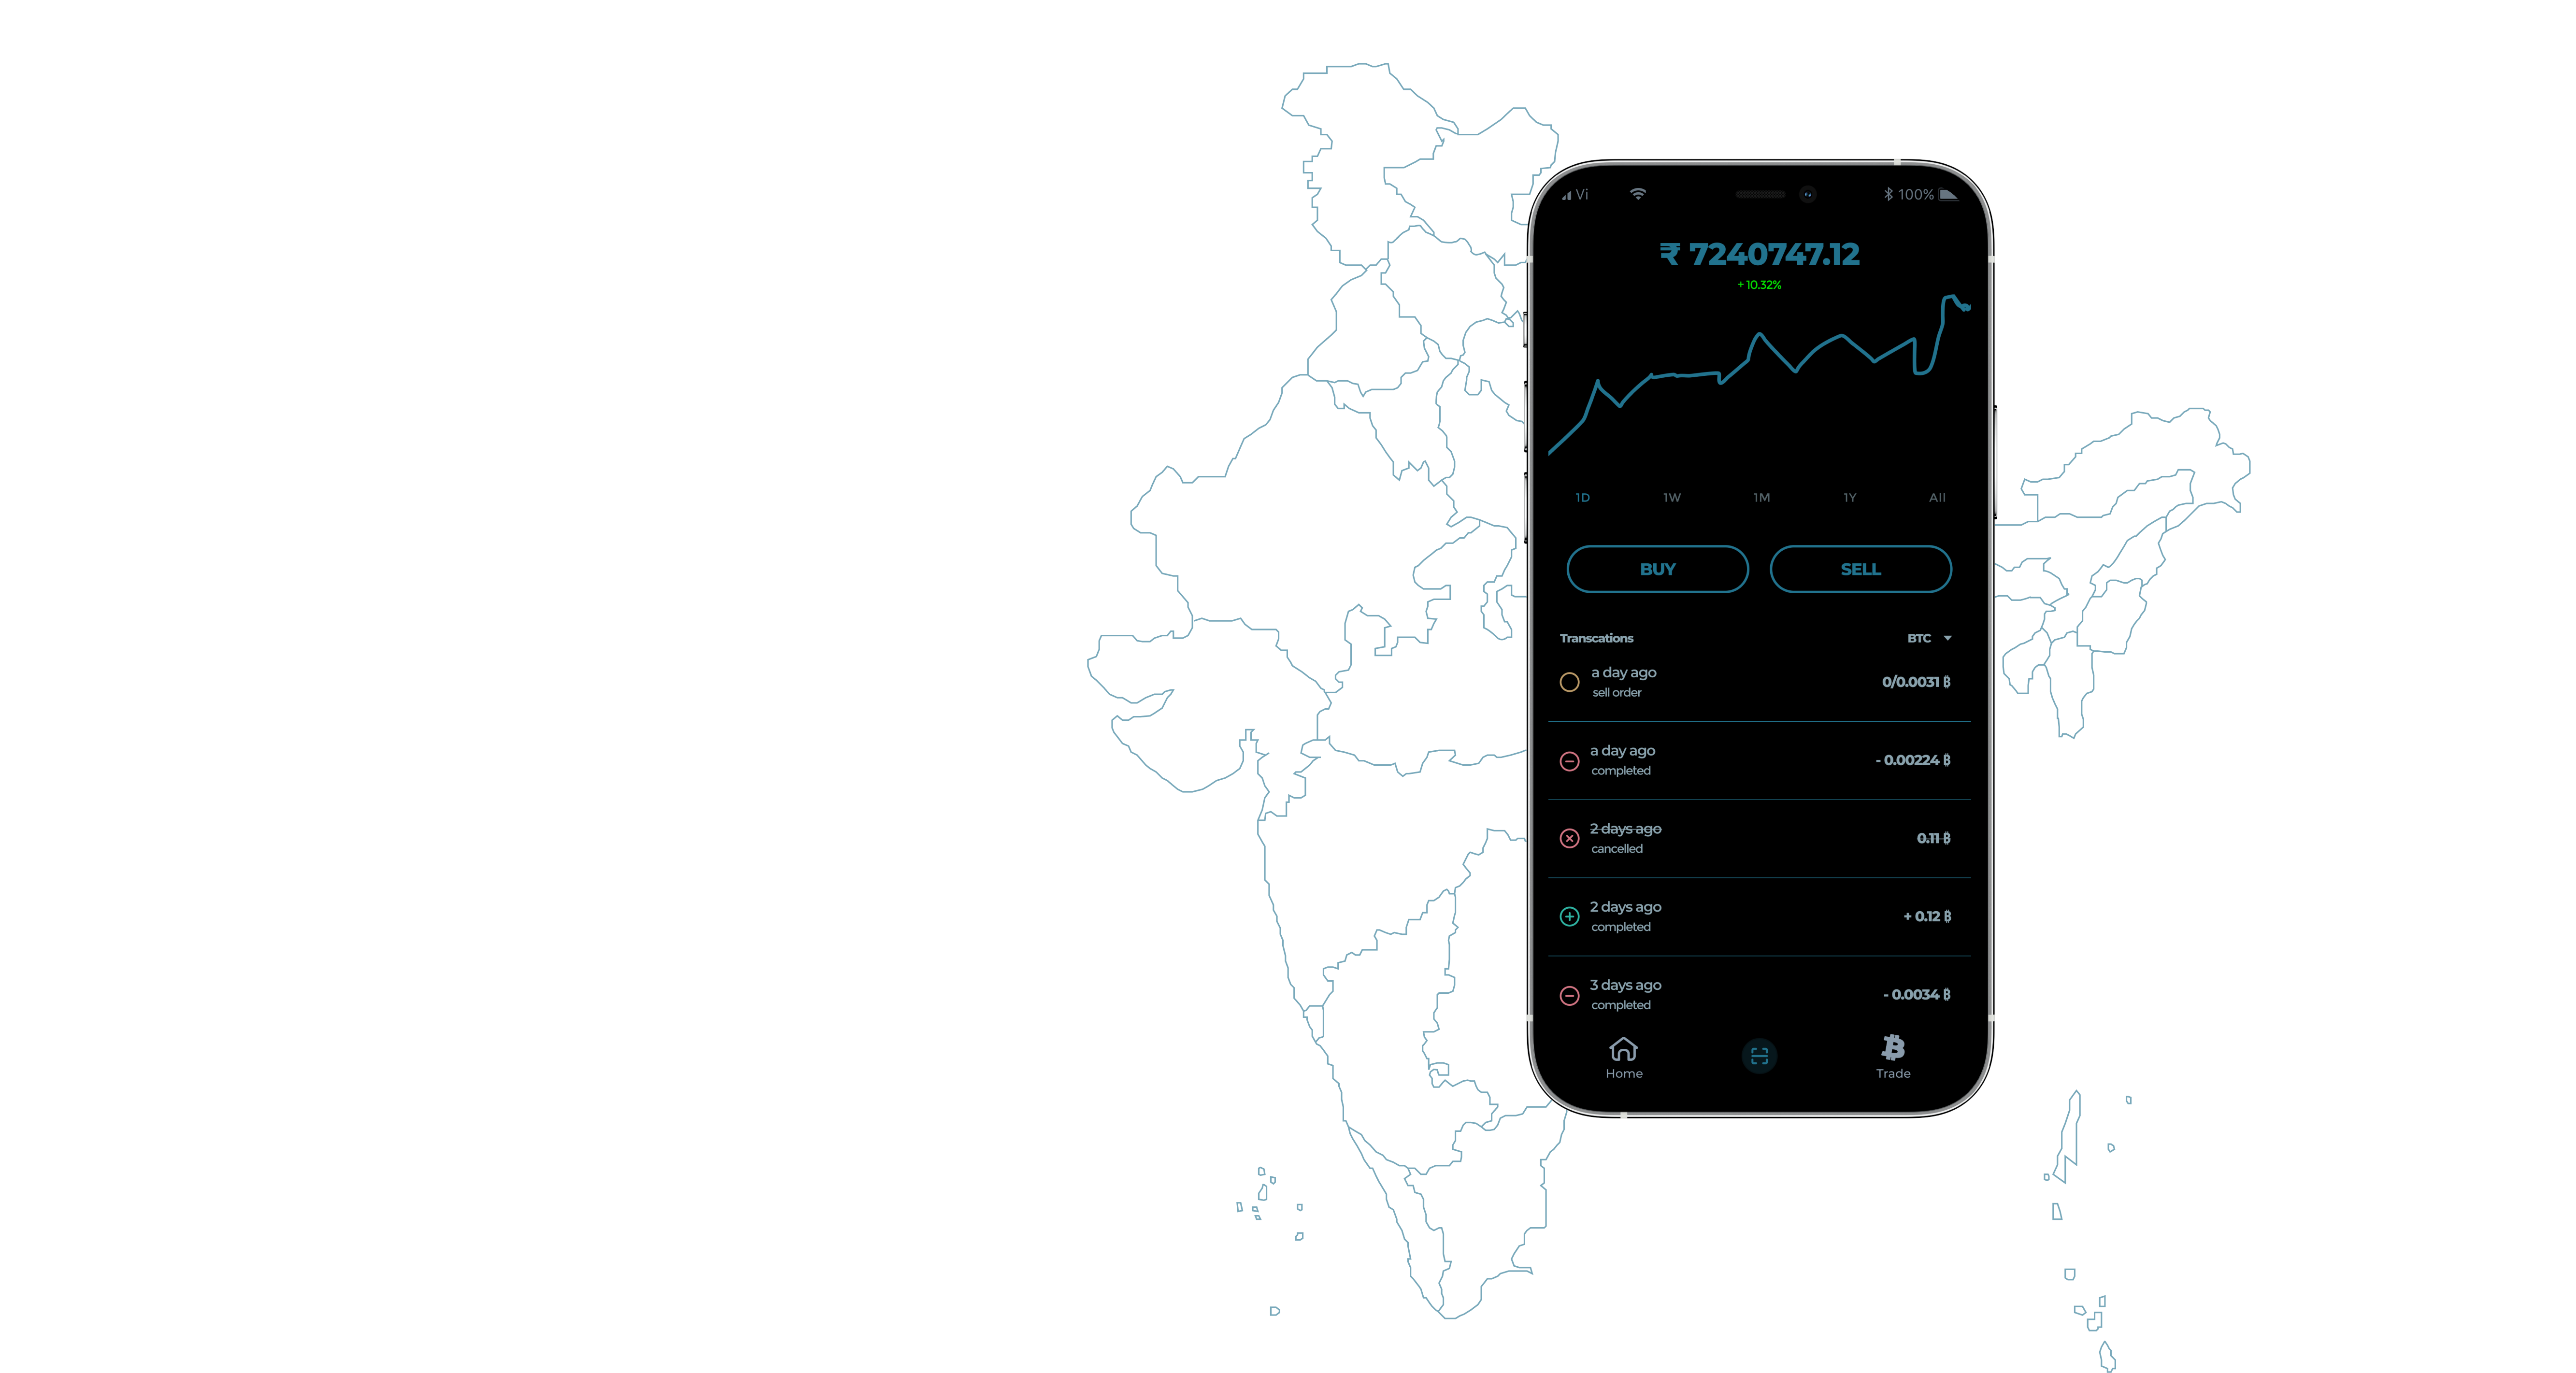 Vi 100%
₹ 7240747.12
+ 10.32%
1D 1W 1M 1Y All
BUY SELL
Transcations BTC
a day ago
sell order
0/0.0031 ₿
a day ago
completed
- 0.00224 ₿
2 days ago
cancelled
0.11 ₿
2 days ago
completed
+ 0.12 ₿
3 days ago
completed
- 0.0034 ₿
Home Trade